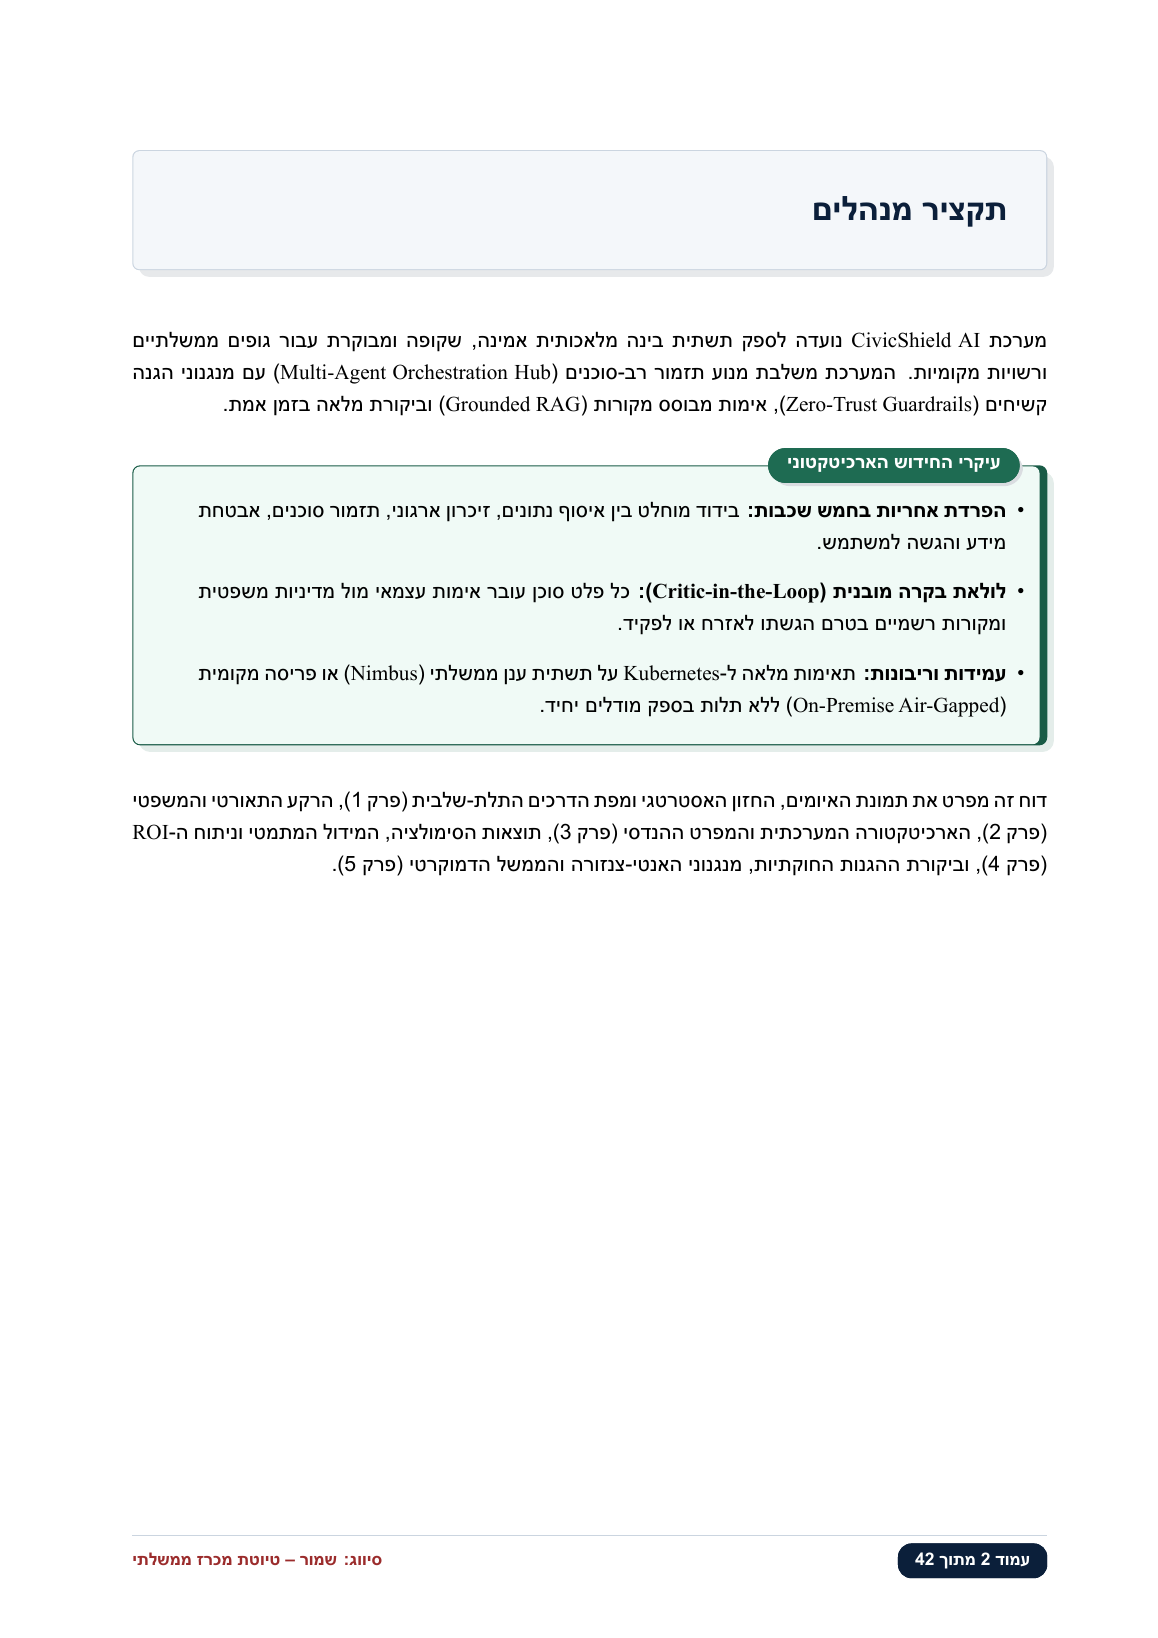 תקציר מנהלים
מערכת CivicShield AI נועדה לספק תשתית בינה מלאכותית אמינה, שקופה ומבוקרת עבור גופים ממשלתיים
ורשויות מקומיות. המערכת משלבת מנוע תזמור רב-סוכנים (Multi-Agent Orchestration Hub) עם מנגנוני הגנה
קשיחים (Zero-Trust Guardrails), אימות מבוסס מקורות (Grounded RAG) וביקורת מלאה בזמן אמת.
עיקרי החידוש הארכיטקטוני
• הפרדת אחריות בחמש שכבות: בידוד מוחלט בין איסוף נתונים, זיכרון ארגוני, תזמור סוכנים, אבטחת
מידע והגשה למשתמש.
• לולאת בקרה מובנית (Critic-in-the-Loop): כל פלט סוכן עובר אימות עצמאי מול מדיניות משפטית
ומקורות רשמיים בטרם הגשתו לאזרח או לפקיד.
• עמידות וריבונות: תאימות מלאה ל-Kubernetes על תשתית ענן ממשלתי (Nimbus) או פריסה מקומית
(On-Premise Air-Gapped) ללא תלות בספק מודלים יחיד.
דוח זה מפרט את תמונת האיומים, החזון האסטרטגי ומפת הדרכים התלת-שלבית (פרק 1), הרקע התאורטי והמשפטי
(פרק 2), הארכיטקטורה המערכתית והמפרט ההנדסי (פרק 3), תוצאות הסימולציה, המידול המתמטי וניתוח ה-ROI
(פרק 4), וביקורת ההגנות החוקתיות, מנגנוני האנטי-צנזורה והממשל הדמוקרטי (פרק 5).
עמוד 2 מתוך 42
סיווג: שמור – טיוטת מכרז ממשלתי